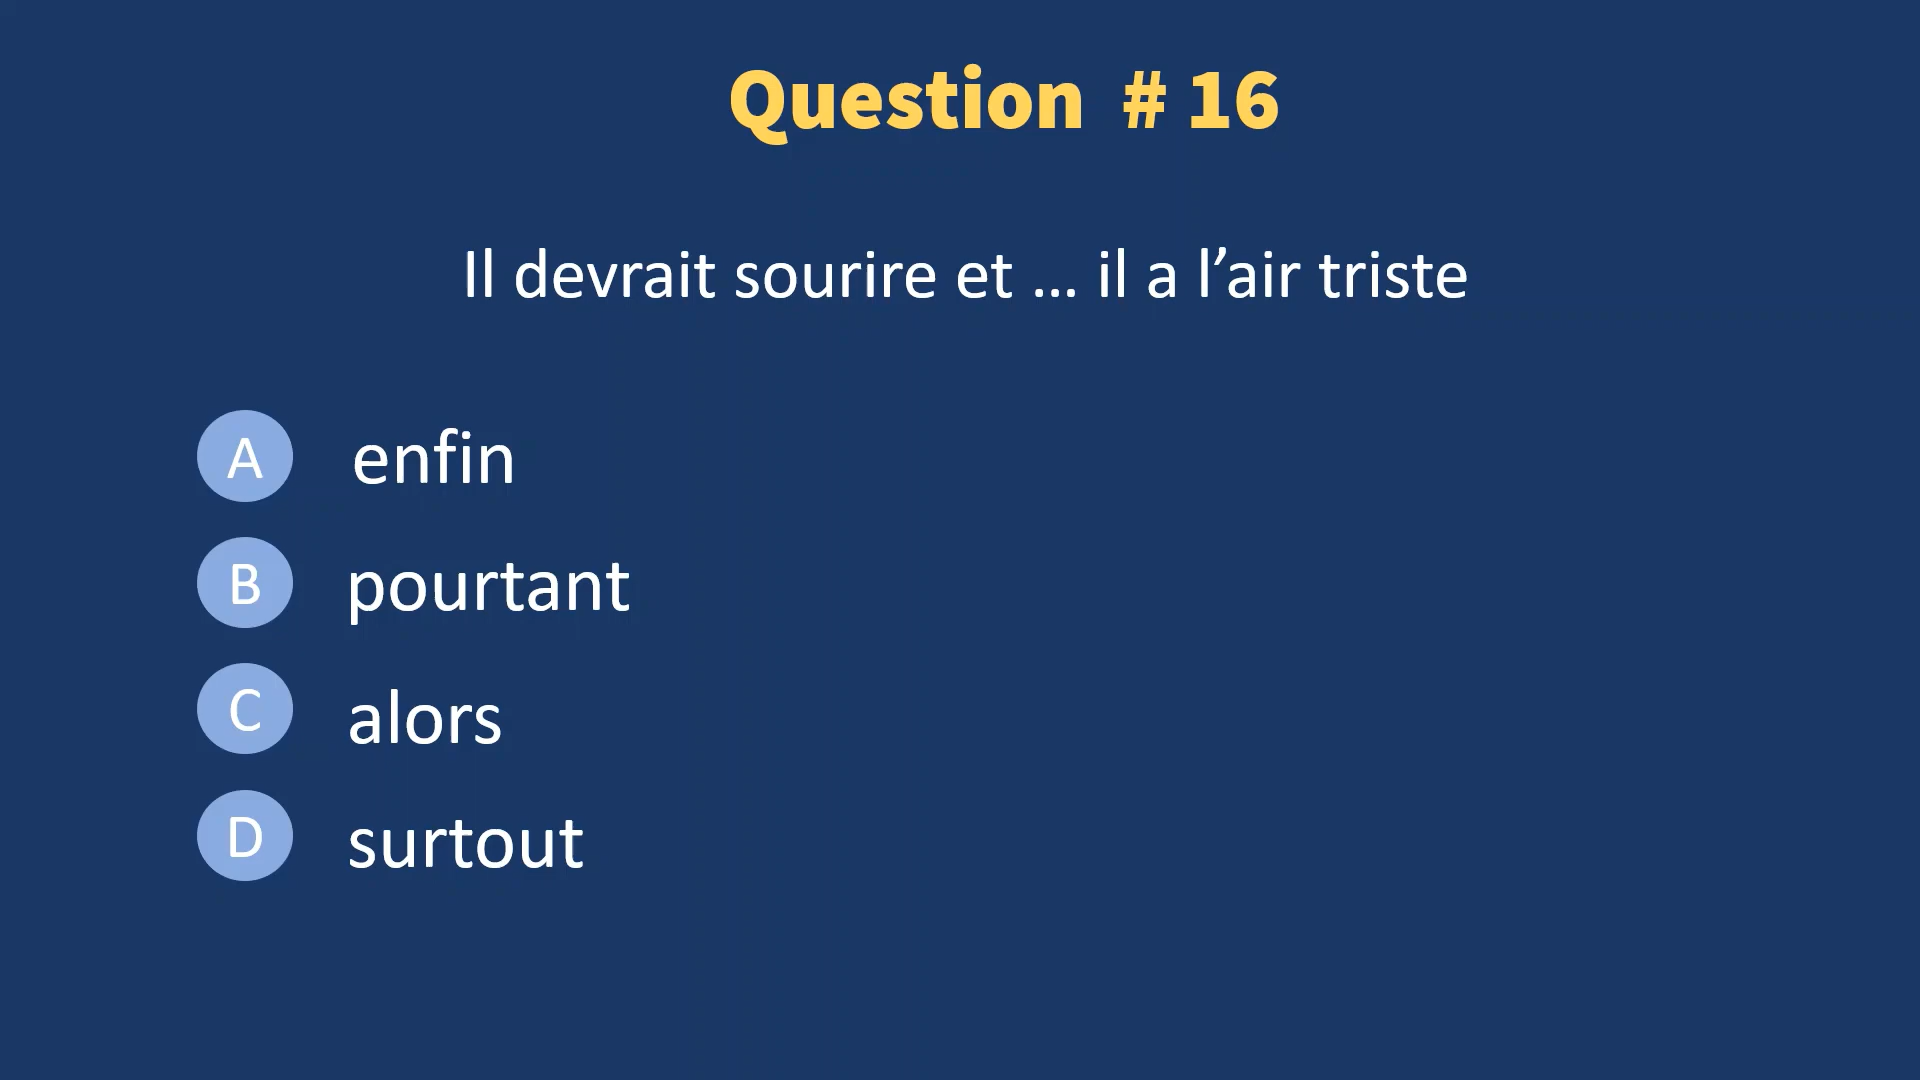 Question # 16
Il devrait sourire et ... il a l’air triste
A enfin
B pourtant
C alors
D surtout